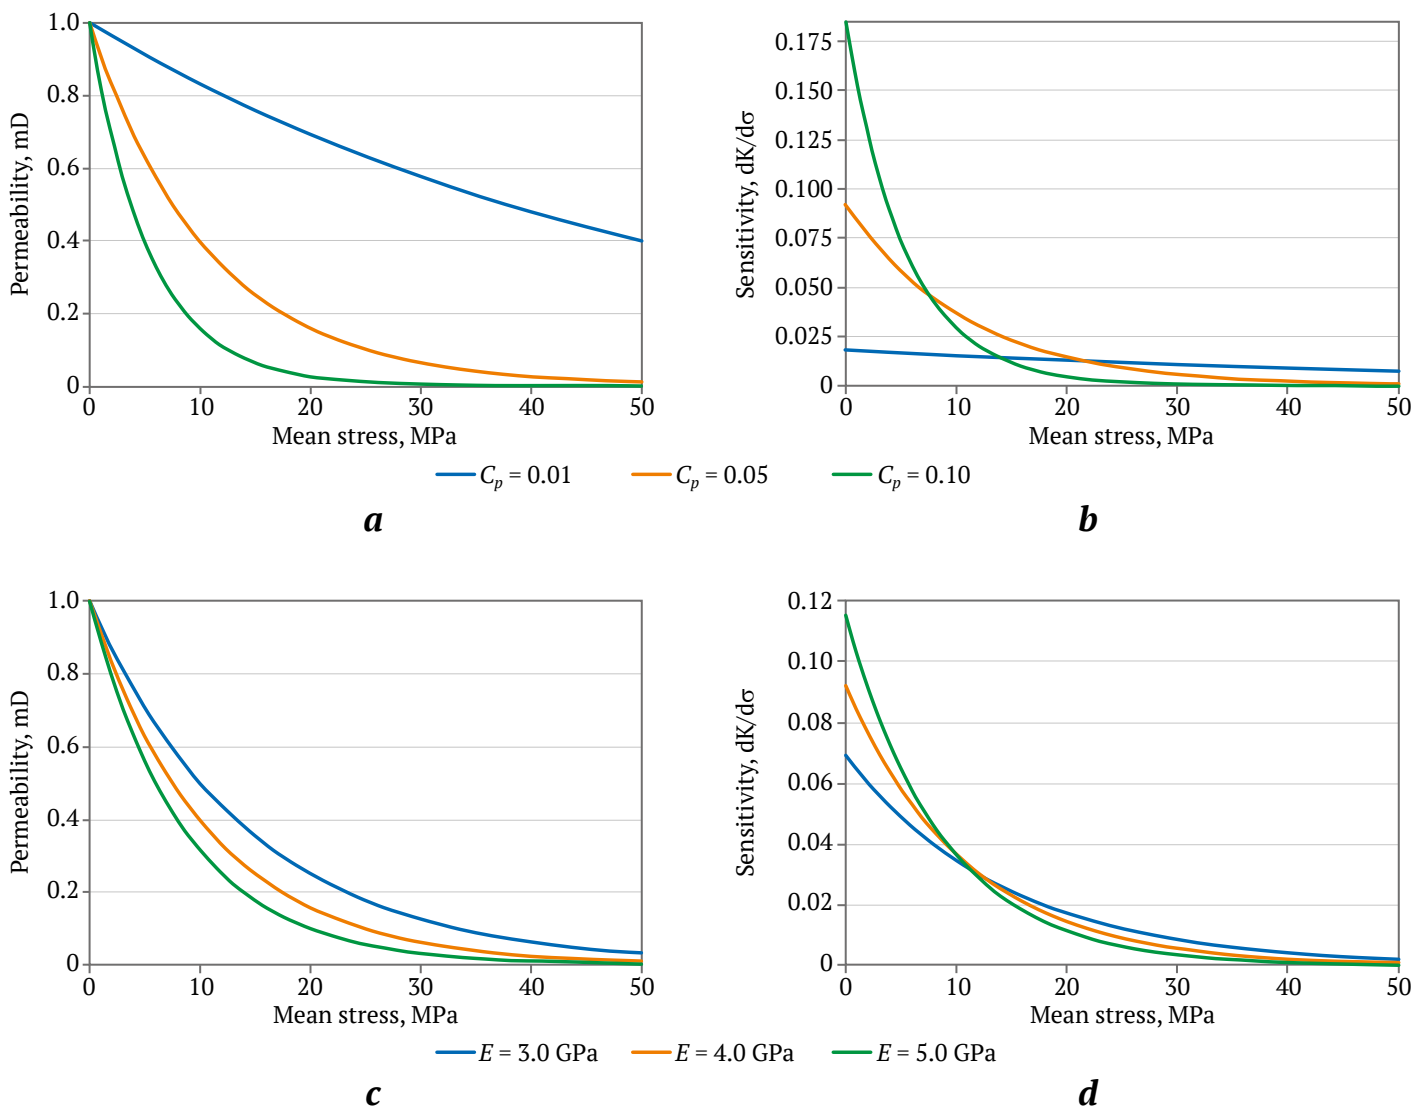 Permeability, mD
1.0
0.8
0.6
0.4
0.2
0
0 10 20 30 40 50
Mean stress, MPa
Sensitivity, dK/dσ
0.175
0.150
0.125
0.100
0.075
0.050
0.025
0
0 10 20 30 40 50
Mean stress, MPa
Cp = 0.01 Cp = 0.05 Cp = 0.10
a b
Permeability, mD
1.0
0.8
0.6
0.4
0.2
0
0 10 20 30 40 50
Mean stress, MPa
Sensitivity, dK/dσ
0.12
0.10
0.08
0.06
0.04
0.02
0
0 10 20 30 40 50
Mean stress, MPa
E = 3.0 GPa E = 4.0 GPa E = 5.0 GPa
c d